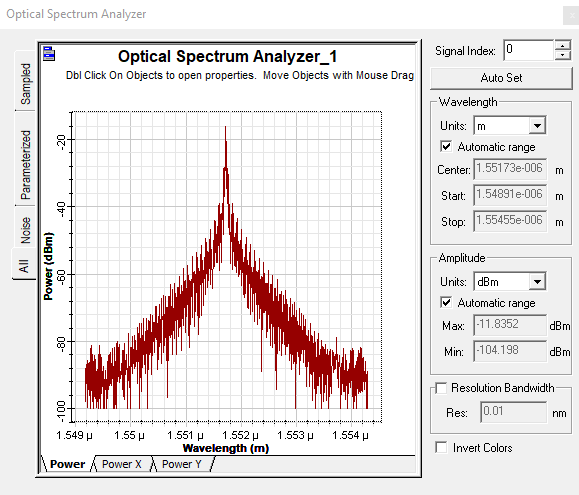 Optical Spectrum Analyzer
x
Optical Spectrum Analyzer_1
Dbl Click On Objects to open properties. Move Objects with Mouse Drag
Sampled
Parameterized
Noise
All
Power (dBm)
-20
-40
-60
-80
-100
1.549 µ 1.55 µ 1.551 µ 1.552 µ 1.553 µ 1.554 µ
Wavelength (m)
Power Power X Power Y
Signal Index: 0
Auto Set
Wavelength
Units: m
Automatic range
Center: 1.55173e-006 m
Start: 1.54891e-006 m
Stop: 1.55455e-006 m
Amplitude
Units: dBm
Automatic range
Max: -11.8352 dBm
Min: -104.198 dBm
Resolution Bandwidth
Res: 0.01 nm
Invert Colors